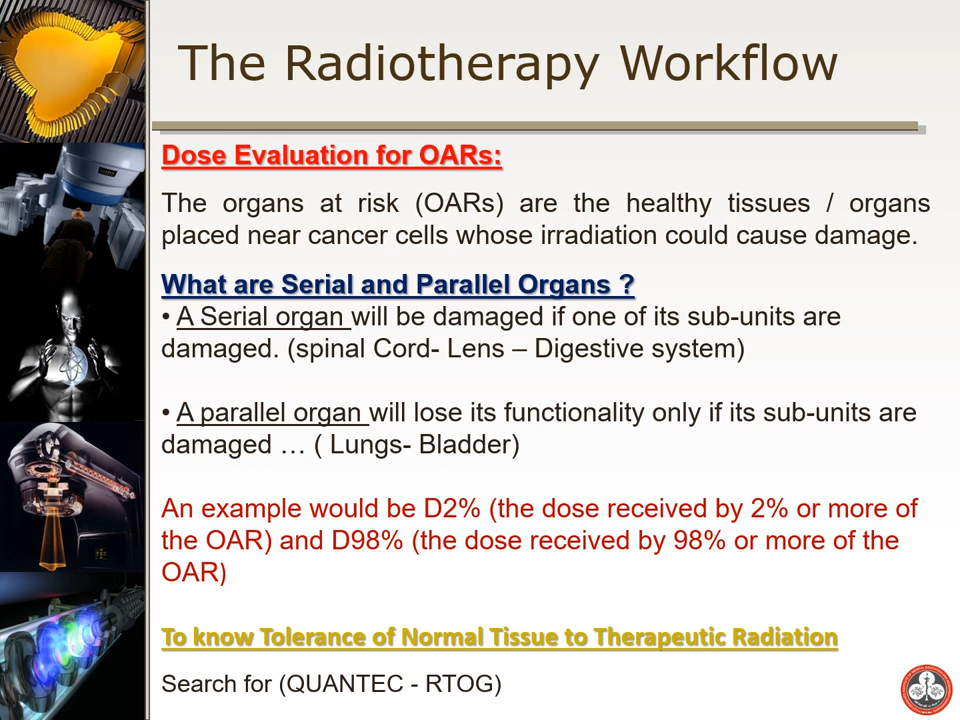 The Radiotherapy Workflow
Dose Evaluation for OARs:
The organs at risk (OARs) are the healthy tissues / organs
placed near cancer cells whose irradiation could cause damage.
What are Serial and Parallel Organs ?
• A Serial organ will be damaged if one of its sub-units are
damaged. (spinal Cord- Lens – Digestive system)
• A parallel organ will lose its functionality only if its sub-units are
damaged … ( Lungs- Bladder)
An example would be D2% (the dose received by 2% or more of
the OAR) and D98% (the dose received by 98% or more of the
OAR)
To know Tolerance of Normal Tissue to Therapeutic Radiation
Search for (QUANTEC - RTOG)